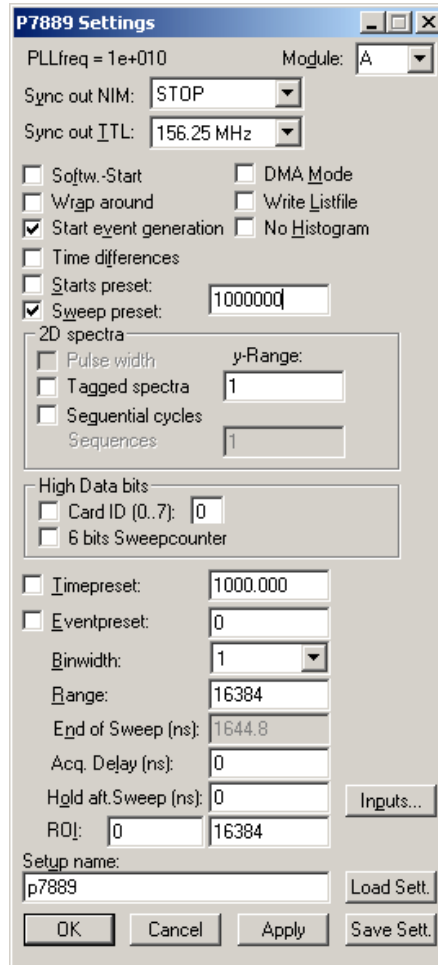 P7889 Settings
PLLfreq = 1e+010 Module: A
Sync out NIM: STOP
Sync out TTL: 156.25 MHz
Softw.-Start DMA Mode
Wrap around Write Listfile
Start event generation No Histogram
Time differences
Starts preset:
Sweep preset: 1000000
2D spectra
Pulse width y-Range:
Tagged spectra 1
Sequential cycles
Sequences 1
High Data bits
Card ID (0..7): 0
6 bits Sweepcounter
Timepreset: 1000.000
Eventpreset: 0
Binwidth: 1
Range: 16384
End of Sweep (ns): 1644.8
Acq. Delay (ns): 0
Hold aft.Sweep (ns): 0 Inputs...
ROI: 0 16384
Setup name:
p7889 Load Sett.
OK Cancel Apply Save Sett.